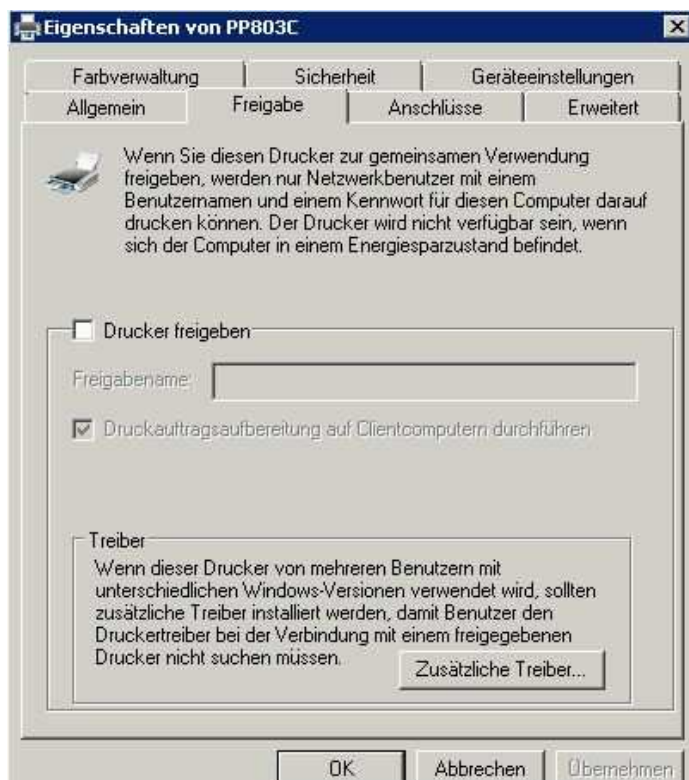 Eigenschaften von PP803C
Farbverwaltung Sicherheit Geräteeinstellungen
Allgemein Freigabe Anschlüsse Erweitert
Wenn Sie diesen Drucker zur gemeinsamen Verwendung
freigeben, werden nur Netzwerkbenutzer mit einem
Benutzernamen und einem Kennwort für diesen Computer darauf
drucken können. Der Drucker wird nicht verfügbar sein, wenn
sich der Computer in einem Energiesparzustand befindet.
Drucker freigeben
Freigabename:
Druckauftragsaufbereitung auf Clientcomputern durchführen
Treiber
Wenn dieser Drucker von mehreren Benutzern mit
unterschiedlichen Windows-Versionen verwendet wird, sollten
zusätzliche Treiber installiert werden, damit Benutzer den
Druckertreiber bei der Verbindung mit einem freigegebenen
Drucker nicht suchen müssen.
Zusätzliche Treiber...
OK Abbrechen Übernehmen